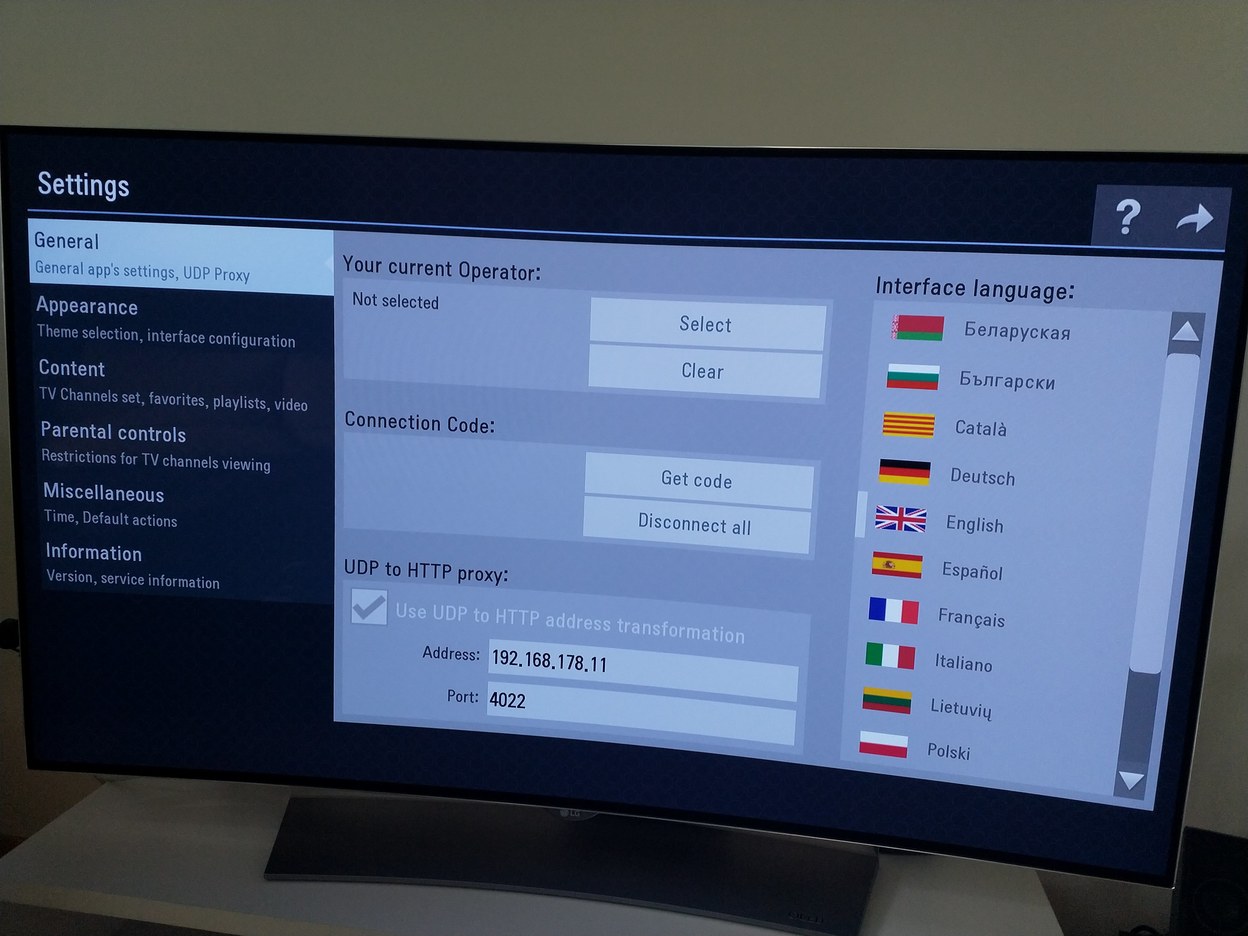 Settings
?
General
General app's settings, UDP Proxy
Appearance
Theme selection, interface configuration
Content
TV Channels set, favorites, playlists, video
Parental controls
Restrictions for TV channels viewing
Miscellaneous
Time, Default actions
Information
Version, service information
Your current Operator:
Not selected
Select
Clear
Connection Code:
Get code
Disconnect all
UDP to HTTP proxy:
Use UDP to HTTP address transformation
Address: 192.168.178.11
Port: 4022
Interface language:
Беларуская
Български
Català
Deutsch
English
Español
Français
Italiano
Lietuvių
Polski
LG